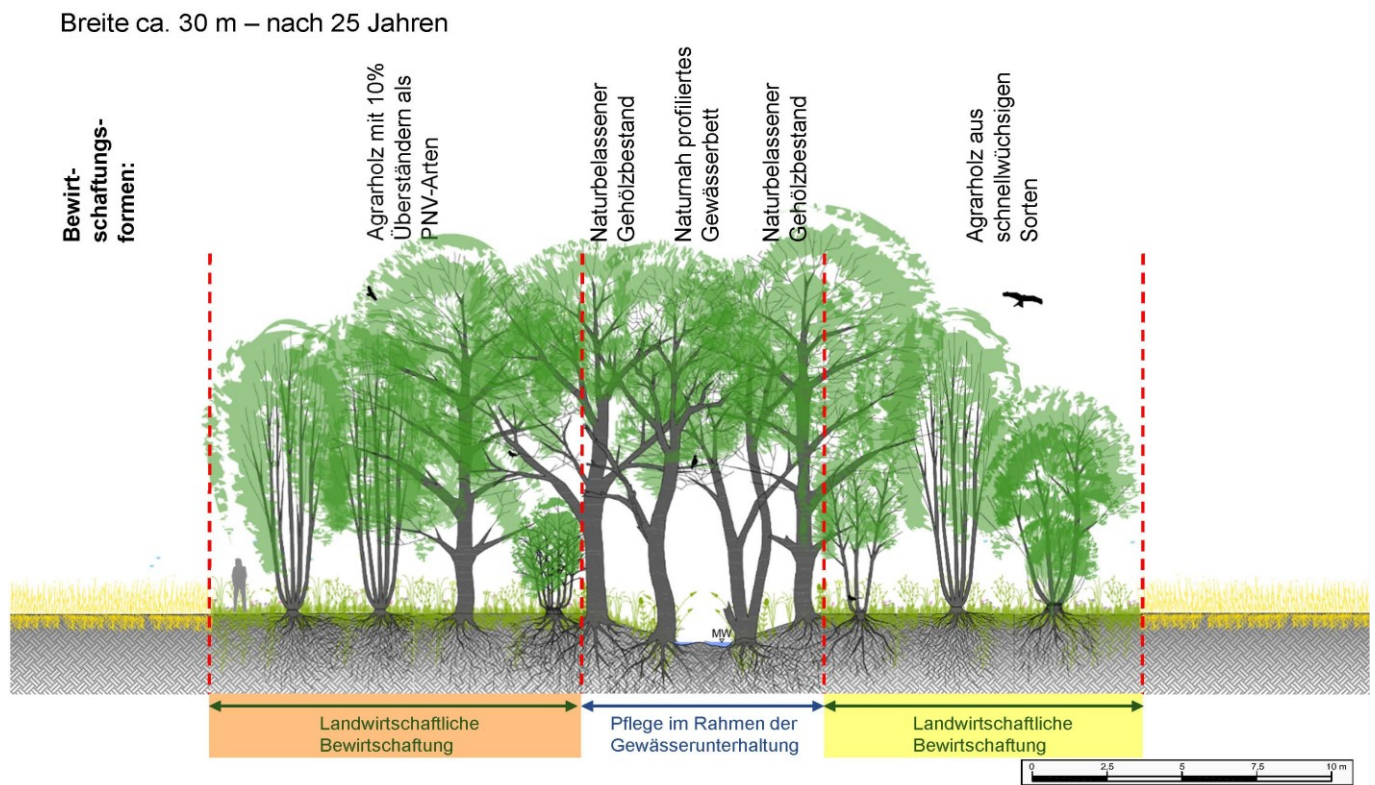 Breite ca. 30 m – nach 25 Jahren
Bewirt-
schaftungs-
formen:
Agrarholz mit 10%
Überständern als
PNV-Arten
Naturbelassener
Gehölzbestand
Naturnah profiliertes
Gewässerbett
Naturbelassener
Gehölzbestand
Agrarholz aus
schnellwüchsigen
Sorten
MW
Landwirtschaftliche
Bewirtschaftung
Pflege im Rahmen der
Gewässerunterhaltung
Landwirtschaftliche
Bewirtschaftung
0 2,5 5 7,5 10 m